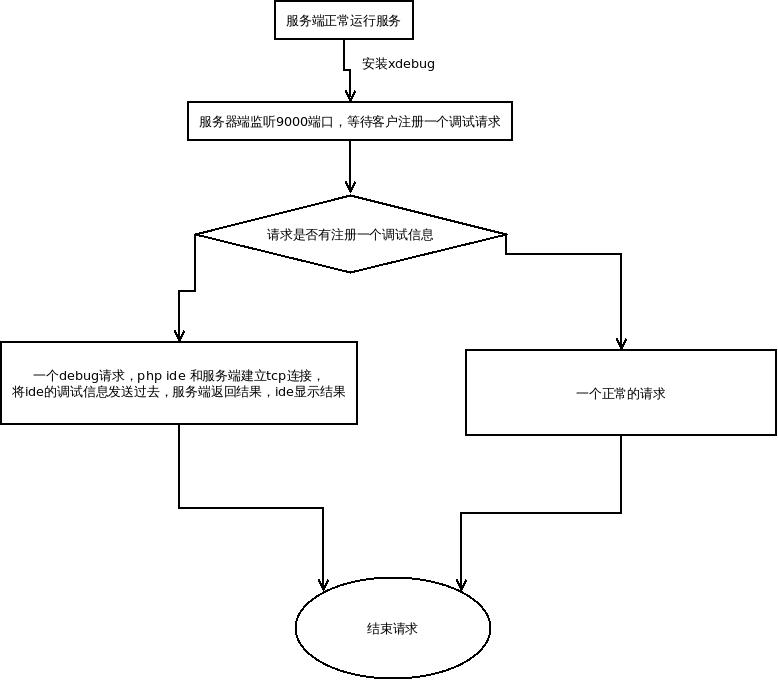 服务端正常运行服务
安装xdebug
服务器端监听9000端口，等待客户注册一个调试请求
请求是否有注册一个调试信息
一个debug请求，php ide 和服务端建立tcp连接，
将ide的调试信息发送过去，服务端返回结果，ide显示结果
一个正常的请求
结束请求